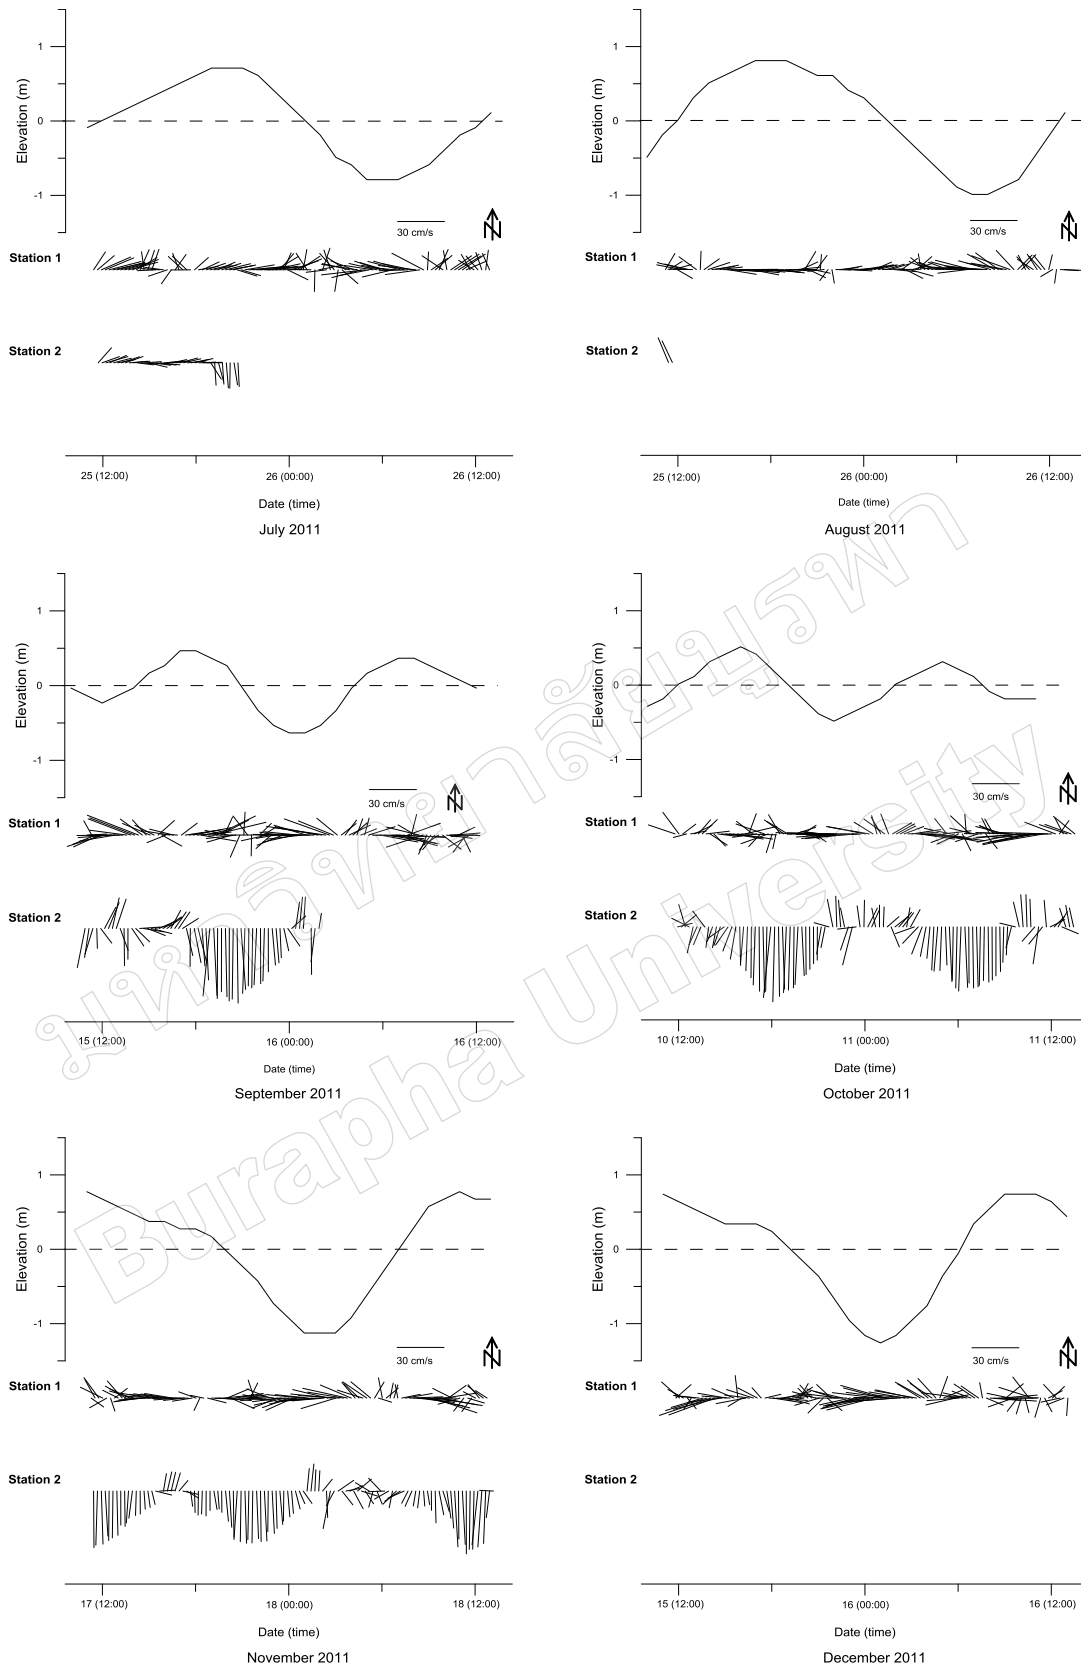 1
0
-1
Elevation (m)
30 cm/s
N
Station 1
Station 2
25 (12:00) 26 (00:00) 26 (12:00)
Date (time)
July 2011
1
0
-1
Elevation (m)
30 cm/s
N
Station 1
Station 2
25 (12:00) 26 (00:00) 26 (12:00)
Date (time)
August 2011
1
0
-1
Elevation (m)
30 cm/s
N
Station 1
Station 2
15 (12:00) 16 (00:00) 16 (12:00)
Date (time)
September 2011
1
0
-1
Elevation (m)
30 cm/s
N
Station 1
Station 2
10 (12:00) 11 (00:00) 11 (12:00)
Date (time)
October 2011
1
0
-1
Elevation (m)
30 cm/s
N
Station 1
Station 2
17 (12:00) 18 (00:00) 18 (12:00)
Date (time)
November 2011
1
0
-1
Elevation (m)
30 cm/s
N
Station 1
Station 2
15 (12:00) 16 (00:00) 16 (12:00)
Date (time)
December 2011
มหาวิทยาลัยบูรพา
Burapha University